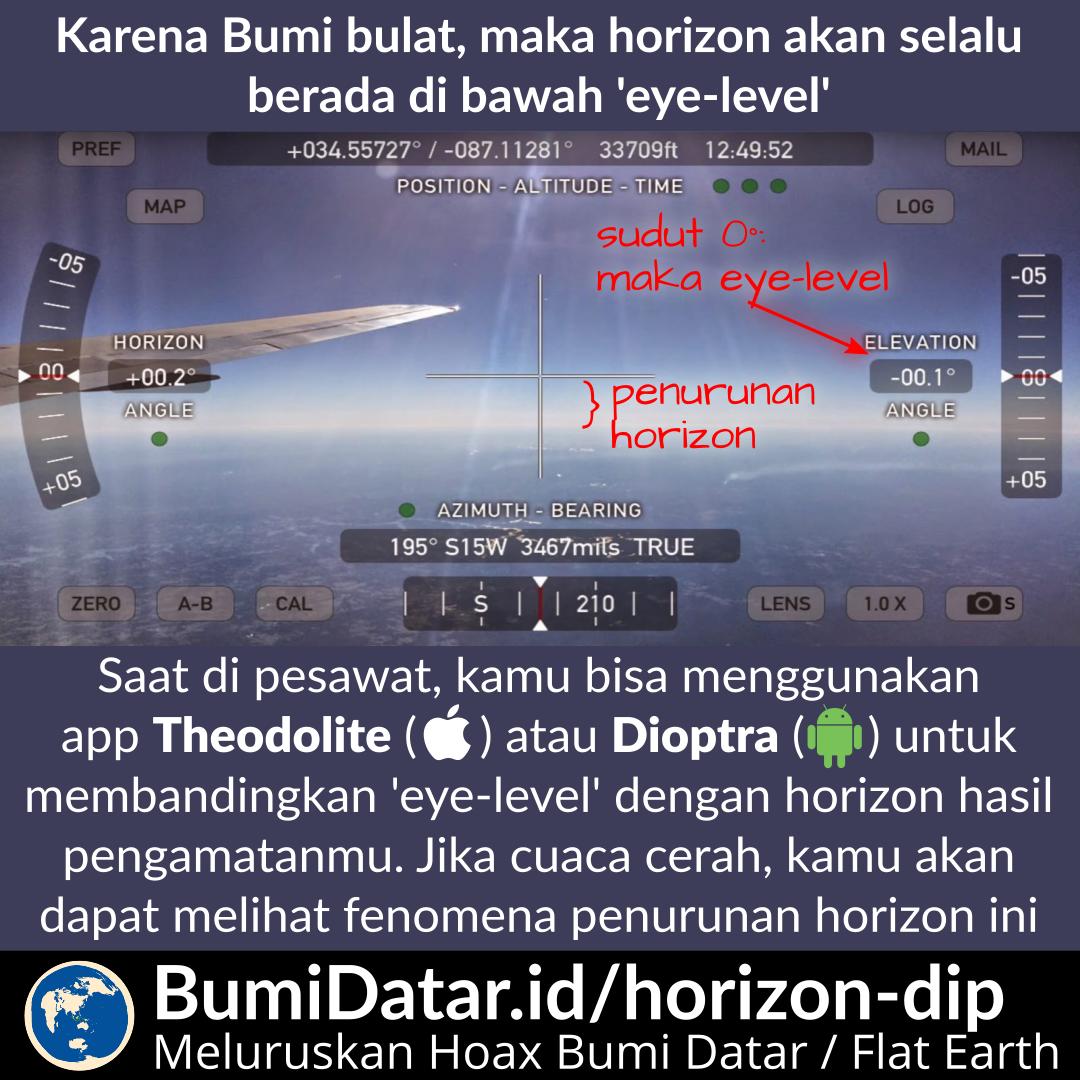 Karena Bumi bulat, maka horizon akan selalu
berada di bawah 'eye-level'
PREF
+034.55727° / -087.11281° 33709ft 12:49:52
MAIL
POSITION - ALTITUDE - TIME
MAP
LOG
sudut 0°:
maka eye-level
-05
-05
HORIZON
ELEVATION
00
+00.2°
-00.1°
00
ANGLE
ANGLE
} penurunan
horizon
+05
+05
AZIMUTH - BEARING
195° S15W 3467mils TRUE
ZERO
A-B
CAL
S
210
LENS
1.0 X
S
Saat di pesawat, kamu bisa menggunakan
app Theodolite () atau Dioptra () untuk
membandingkan 'eye-level' dengan horizon hasil
pengamatanmu. Jika cuaca cerah, kamu akan
dapat melihat fenomena penurunan horizon ini
BumiDatar.id/horizon-dip
Meluruskan Hoax Bumi Datar / Flat Earth